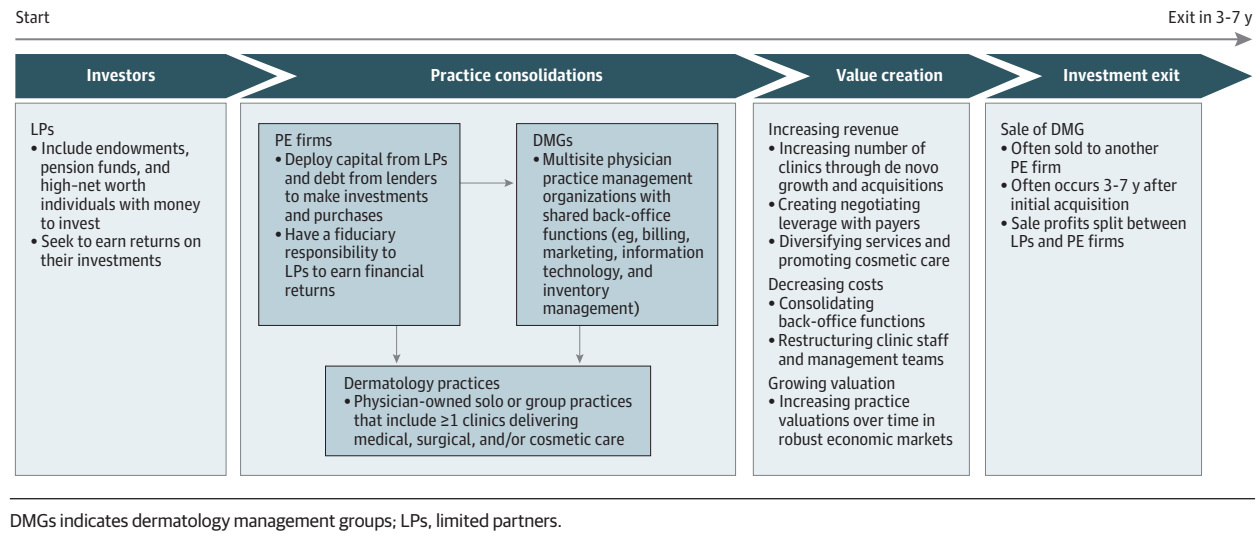 Start
Exit in 3-7 y
Investors
Practice consolidations
Value creation
Investment exit
LPs
• Include endowments,
pension funds, and
high-net worth
individuals with money
to invest
• Seek to earn returns on
their investments
PE firms
• Deploy capital from LPs
and debt from lenders
to make investments
and purchases
• Have a fiduciary
responsibility to
LPs to earn financial
returns
DMGs
• Multisite physician
practice management
organizations with
shared back-office
functions (eg, billing,
marketing, information
technology, and
inventory
management)
Dermatology practices
• Physician-owned solo or group practices
that include ≥1 clinics delivering
medical, surgical, and/or cosmetic care
Increasing revenue
• Increasing number of
clinics through de novo
growth and acquisitions
• Creating negotiating
leverage with payers
• Diversifying services and
promoting cosmetic care
Decreasing costs
• Consolidating
back-office functions
• Restructuring clinic staff
and management teams
Growing valuation
• Increasing practice
valuations over time in
robust economic markets
Sale of DMG
• Often sold to another
PE firm
• Often occurs 3-7 y after
initial acquisition
• Sale profits split between
LPs and PE firms
DMGs indicates dermatology management groups; LPs, limited partners.